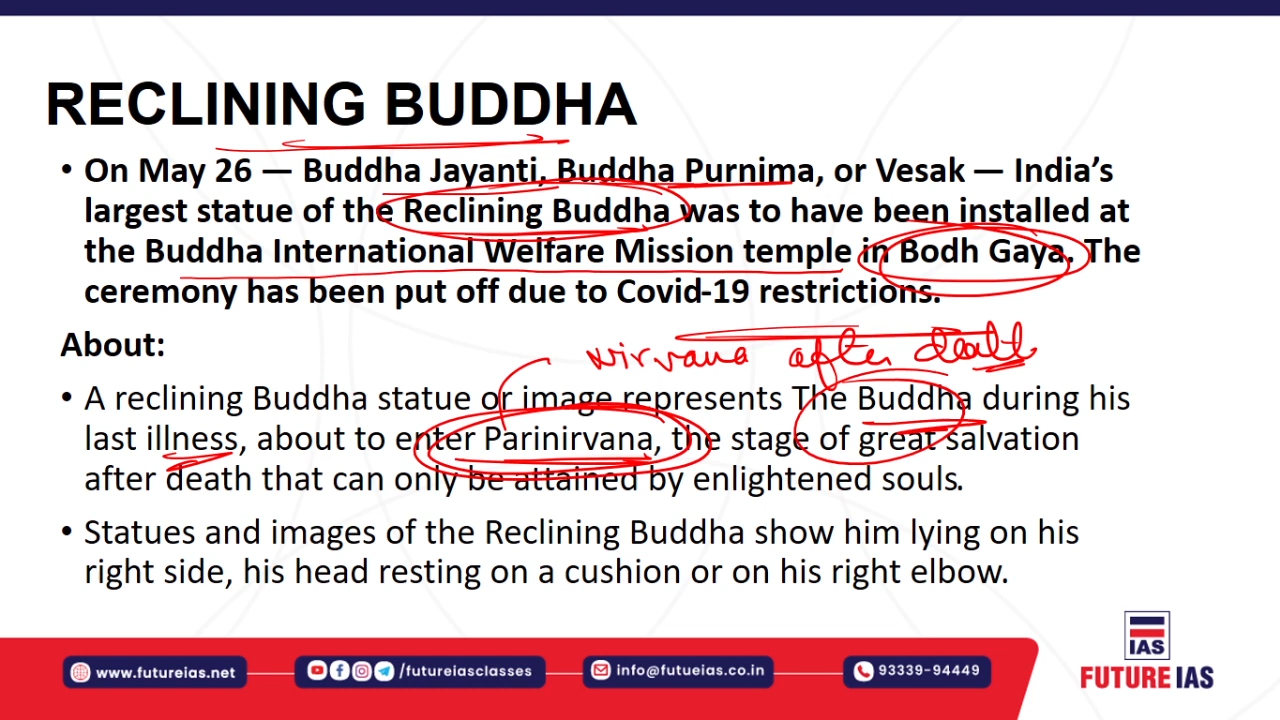 RECLINING BUDDHA
• On May 26 — Buddha Jayanti, Buddha Purnima, or Vesak — India’s
largest statue of the Reclining Buddha was to have been installed at
the Buddha International Welfare Mission temple in Bodh Gaya. The
ceremony has been put off due to Covid-19 restrictions.
About:
nirvana after death
• A reclining Buddha statue or image represents The Buddha during his
last illness, about to enter Parinirvana, the stage of great salvation
after death that can only be attained by enlightened souls.
• Statues and images of the Reclining Buddha show him lying on his
right side, his head resting on a cushion or on his right elbow.
www.futureias.net
/futureiasclasses
info@futueias.co.in
93339-94449
IAS
FUTURE IAS